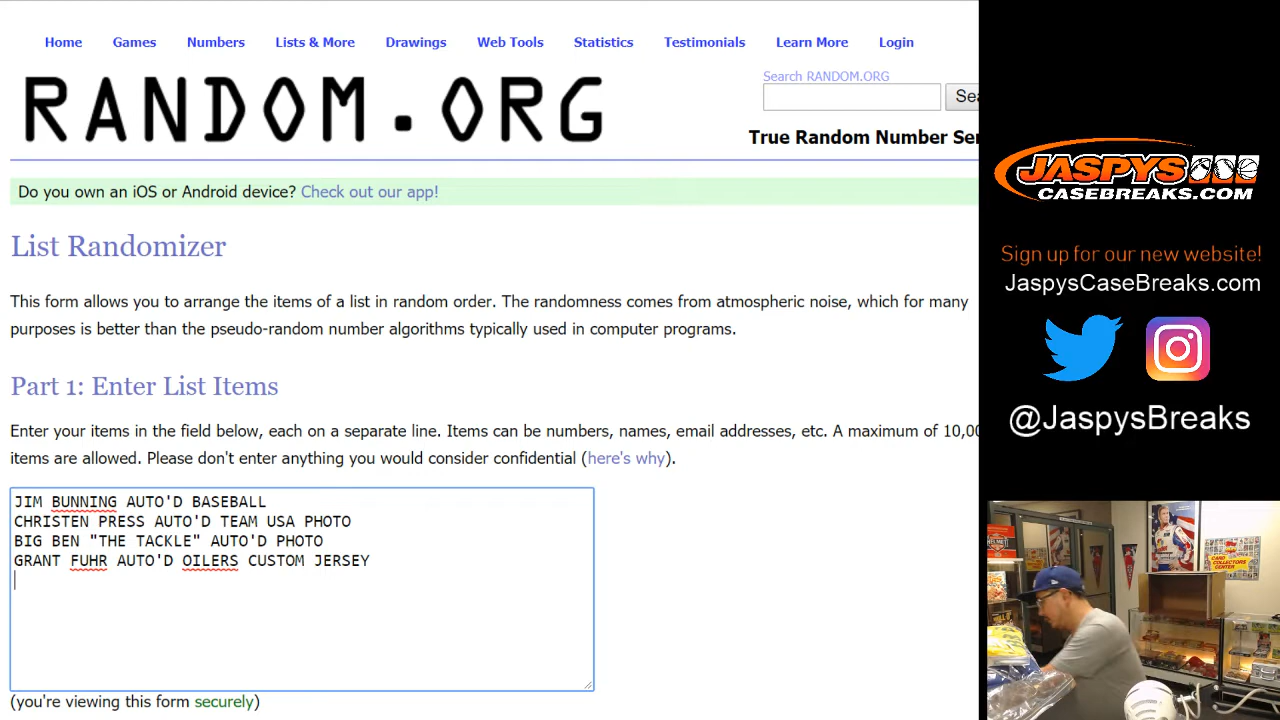 Home Games Numbers Lists & More Drawings Web Tools Statistics Testimonials Learn More Login
RANDOM.ORG
Search RANDOM.ORG
Sea
True Random Number Ser
Do you own an iOS or Android device? Check out our app!
List Randomizer
This form allows you to arrange the items of a list in random order. The randomness comes from atmospheric noise, which for many
purposes is better than the pseudo-random number algorithms typically used in computer programs.
Part 1: Enter List Items
Enter your items in the field below, each on a separate line. Items can be numbers, names, email addresses, etc. A maximum of 10,00
items are allowed. Please don't enter anything you would consider confidential (here's why).
JIM BUNNING AUTO'D BASEBALL
CHRISTEN PRESS AUTO'D TEAM USA PHOTO
BIG BEN "THE TACKLE" AUTO'D PHOTO
GRANT FUHR AUTO'D OILERS CUSTOM JERSEY
(you're viewing this form securely)
JASPYS
CASEBREAKS.COM
Sign up for our new website!
JaspysCaseBreaks.com
@JaspysBreaks
CARD
COLLECTORS
CENTER